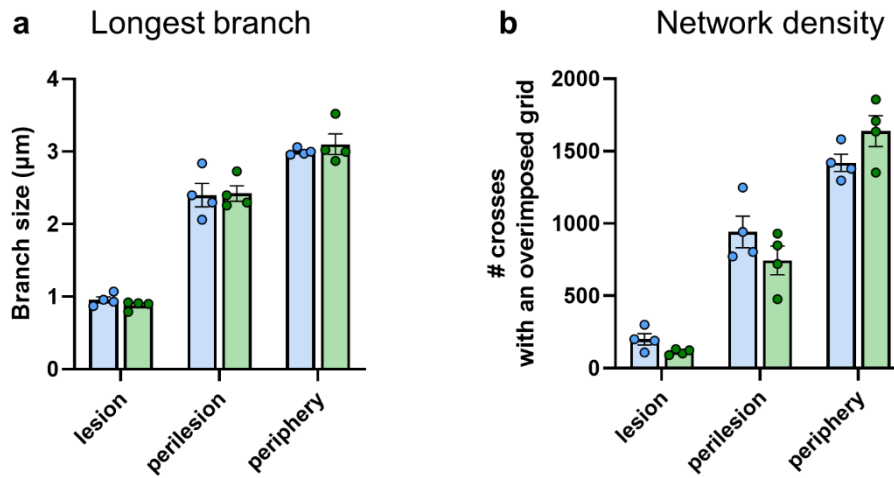 a Longest branch
Branch size (µm)
4
3
2
1
0
lesion
perilesion
periphery
b Network density
# crosses
with an overimposed grid
2000
1500
1000
500
0
lesion
perilesion
periphery